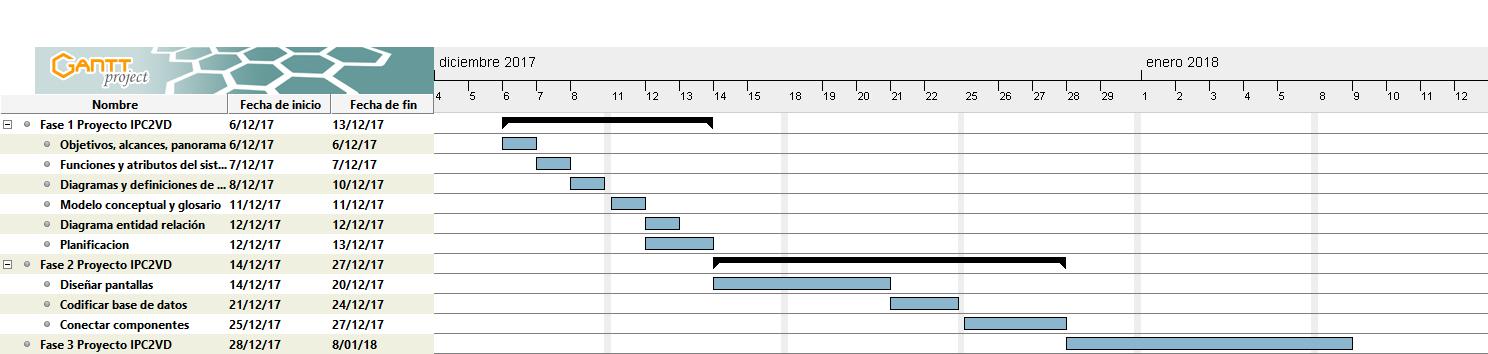 GANTT
project
diciembre 2017 enero 2018
4 5 6 7 8 11 12 13 14 15 18 19 20 21 22 25 26 27 28 29 1 2 3 4 5 8 9 10 11 12
Nombre Fecha de inicio Fecha de fin
Fase 1 Proyecto IPC2VD 6/12/17 13/12/17
Objetivos, alcances, panorama 6/12/17 6/12/17
Funciones y atributos del sist... 7/12/17 7/12/17
Diagramas y definiciones de ... 8/12/17 10/12/17
Modelo conceptual y glosario 11/12/17 11/12/17
Diagrama entidad relación 12/12/17 12/12/17
Planificacion 12/12/17 13/12/17
Fase 2 Proyecto IPC2VD 14/12/17 27/12/17
Diseñar pantallas 14/12/17 20/12/17
Codificar base de datos 21/12/17 24/12/17
Conectar componentes 25/12/17 27/12/17
Fase 3 Proyecto IPC2VD 28/12/17 8/01/18